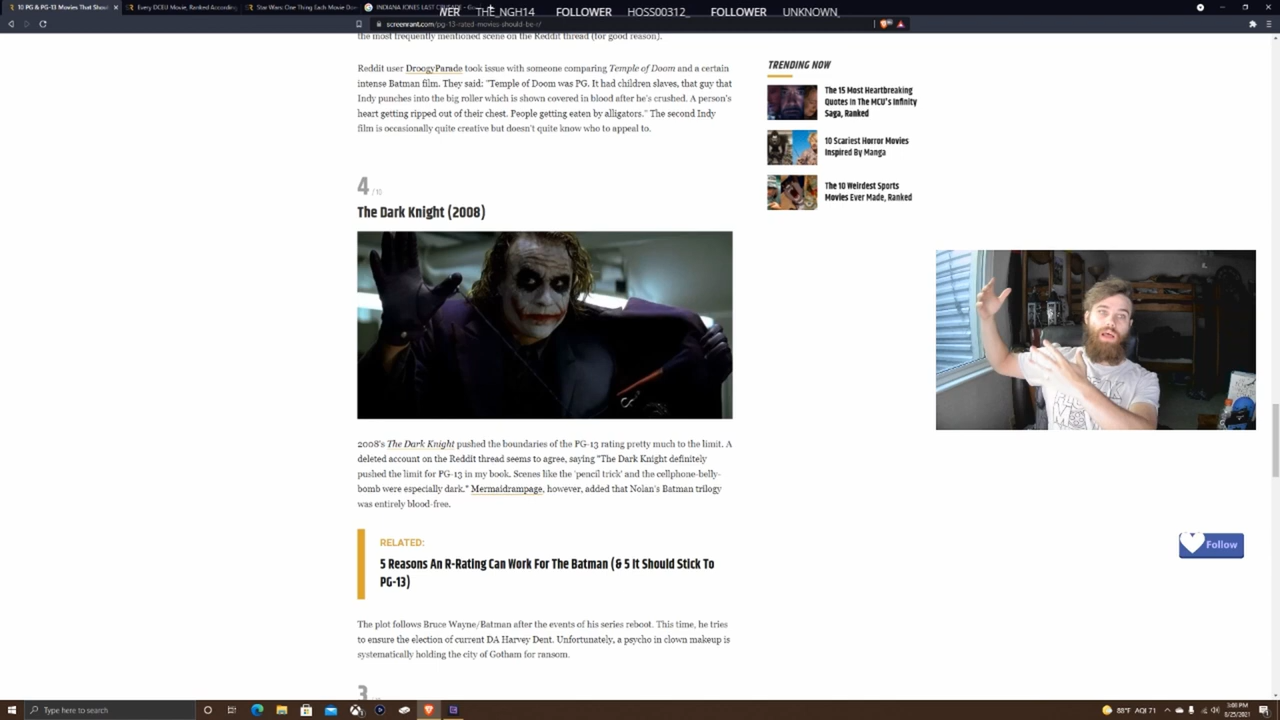 10 PG & PG-13 Movies That Shoul
Every DCEU Movie, Ranked According
Star Wars: One Thing Each Movie Don
INDIANA JONES LAST CRUSADE - Goo
NER THE_NGH14 FOLLOWER HOSS00312_ FOLLOWER UNKNOWN_
screenrant.com/pg-13-rated-movies-should-be-r/
the most frequently mentioned scene on the Reddit thread (for good reason).
Reddit user DroogyParade took issue with someone comparing Temple of Doom and a certain
intense Batman film. They said: "Temple of Doom was PG. It had children slaves, that guy that
Indy punches into the big roller which is shown covered in blood after he's crushed. A person's
heart getting ripped out of their chest. People getting eaten by alligators." The second Indy
film is occasionally quite creative but doesn't quite know who to appeal to.
4 / 10
The Dark Knight (2008)
2008's The Dark Knight pushed the boundaries of the PG-13 rating pretty much to the limit. A
deleted account on the Reddit thread seems to agree, saying "The Dark Knight definitely
pushed the limit for PG-13 in my book. Scenes like the 'pencil trick' and the cellphone-belly-
bomb were especially dark." Mermaidrampage, however, added that Nolan's Batman trilogy
was entirely blood-free.
RELATED:
5 Reasons An R-Rating Can Work For The Batman (& 5 It Should Stick To
PG-13)
The plot follows Bruce Wayne/Batman after the events of his series reboot. This time, he tries
to ensure the election of current DA Harvey Dent. Unfortunately, a psycho in clown makeup is
systematically holding the city of Gotham for ransom.
3
TRENDING NOW
The 15 Most Heartbreaking
Quotes In The MCU's Infinity
Saga, Ranked
10 Scariest Horror Movies
Inspired By Manga
The 10 Weirdest Sports
Movies Ever Made, Ranked
Follow
Type here to search
88°F AQI 71
3:00 PM
8/25/2021